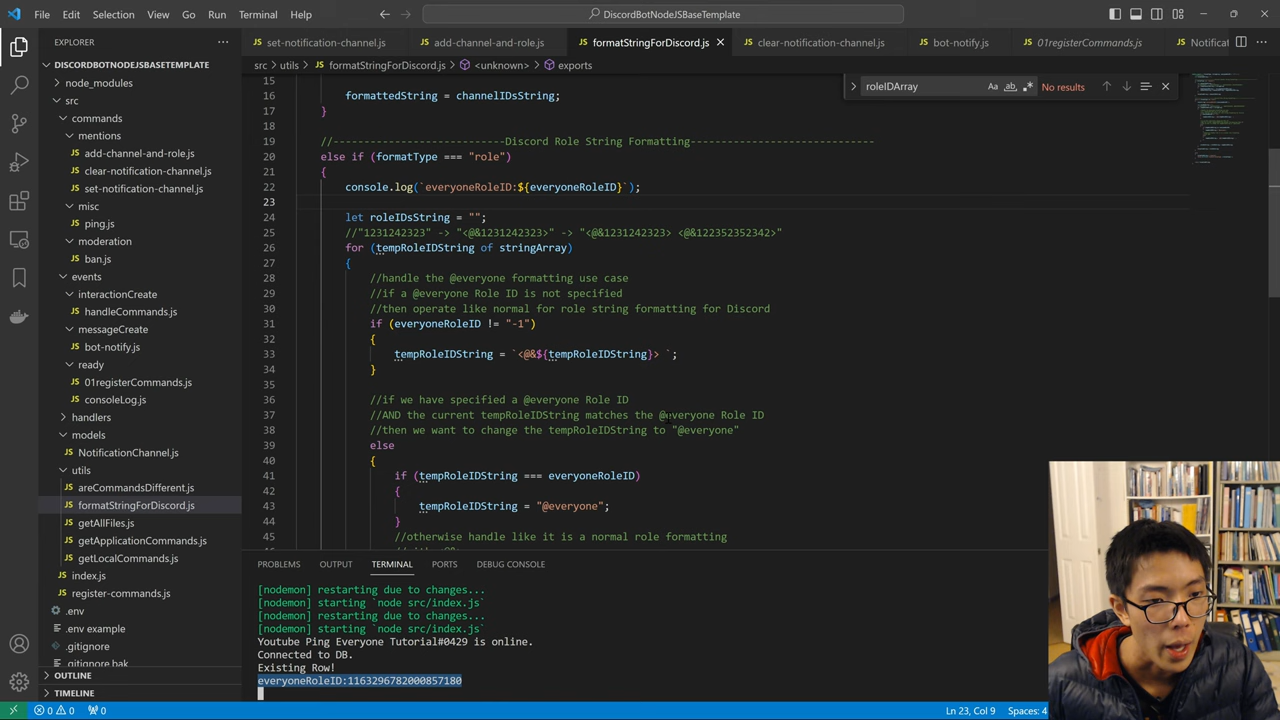 File Edit Selection View Go Run Terminal Help
DiscordBotNodeJSBaseTemplate
EXPLORER
set-notification-channel.js add-channel-and-role.js formatStringForDiscord.js clear-notification-channel.js bot-notify.js 01registerCommands.js
src > utils > formatStringForDiscord.js > <unknown> > exports
roleIDArray
Aa ab No results
DISCORDBOTNODEJSBASETEMPLATE
node_modules
src
commands
mentions
add-channel-and-role.js
clear-notification-channel.js
set-notification-channel.js
misc
ping.js
moderation
ban.js
events
interactionCreate
handleCommands.js
messageCreate
bot-notify.js
ready
01registerCommands.js
consoleLog.js
handlers
models
NotificationChannel.js
utils
areCommandsDifferent.js
formatStringForDiscord.js
getAllFiles.js
getApplicationCommands.js
getLocalCommands.js
index.js
register-commands.js
.env
.env example
.gitignore
.gitignore bak
OUTLINE
TIMELINE
15
16 formattedString = channelIDsString;
17 }
18
19 //----------------------------Discord Role String Formatting------------------------------
20 else if (formatType === "role")
21 {
22 console.log(`everyoneRoleID:${everyoneRoleID}`);
23
24 let roleIDsString = "";
25 //"1231242323" -> "<@&1231242323>" -> "<@&1231242323> <@&122352352342>"
26 for (tempRoleIDString of stringArray)
27 {
28 //handle the @everyone formatting use case
29 //if a @everyone Role ID is not specified
30 //then operate like normal for role string formatting for Discord
31 if (everyoneRoleID != "-1")
32 {
33 tempRoleIDString = `<@&${tempRoleIDString}> `;
34 }
35
36 //if we have specified a @everyone Role ID
37 //AND the current tempRoleIDString matches the @everyone Role ID
38 //then we want to change the tempRoleIDString to "@everyone"
39 else
40 {
41 if (tempRoleIDString === everyoneRoleID)
42 {
43 tempRoleIDString = "@everyone";
44 }
45 //otherwise handle like it is a normal role formatting
PROBLEMS OUTPUT TERMINAL PORTS DEBUG CONSOLE
[nodemon] restarting due to changes...
[nodemon] starting `node src/index.js`
[nodemon] restarting due to changes...
[nodemon] starting `node src/index.js`
Youtube Ping Everyone Tutorial#0429 is online.
Connected to DB.
Existing Row!
everyoneRoleID:1163296782000857180
0 0 0 Ln 23, Col 9 Spaces: 4